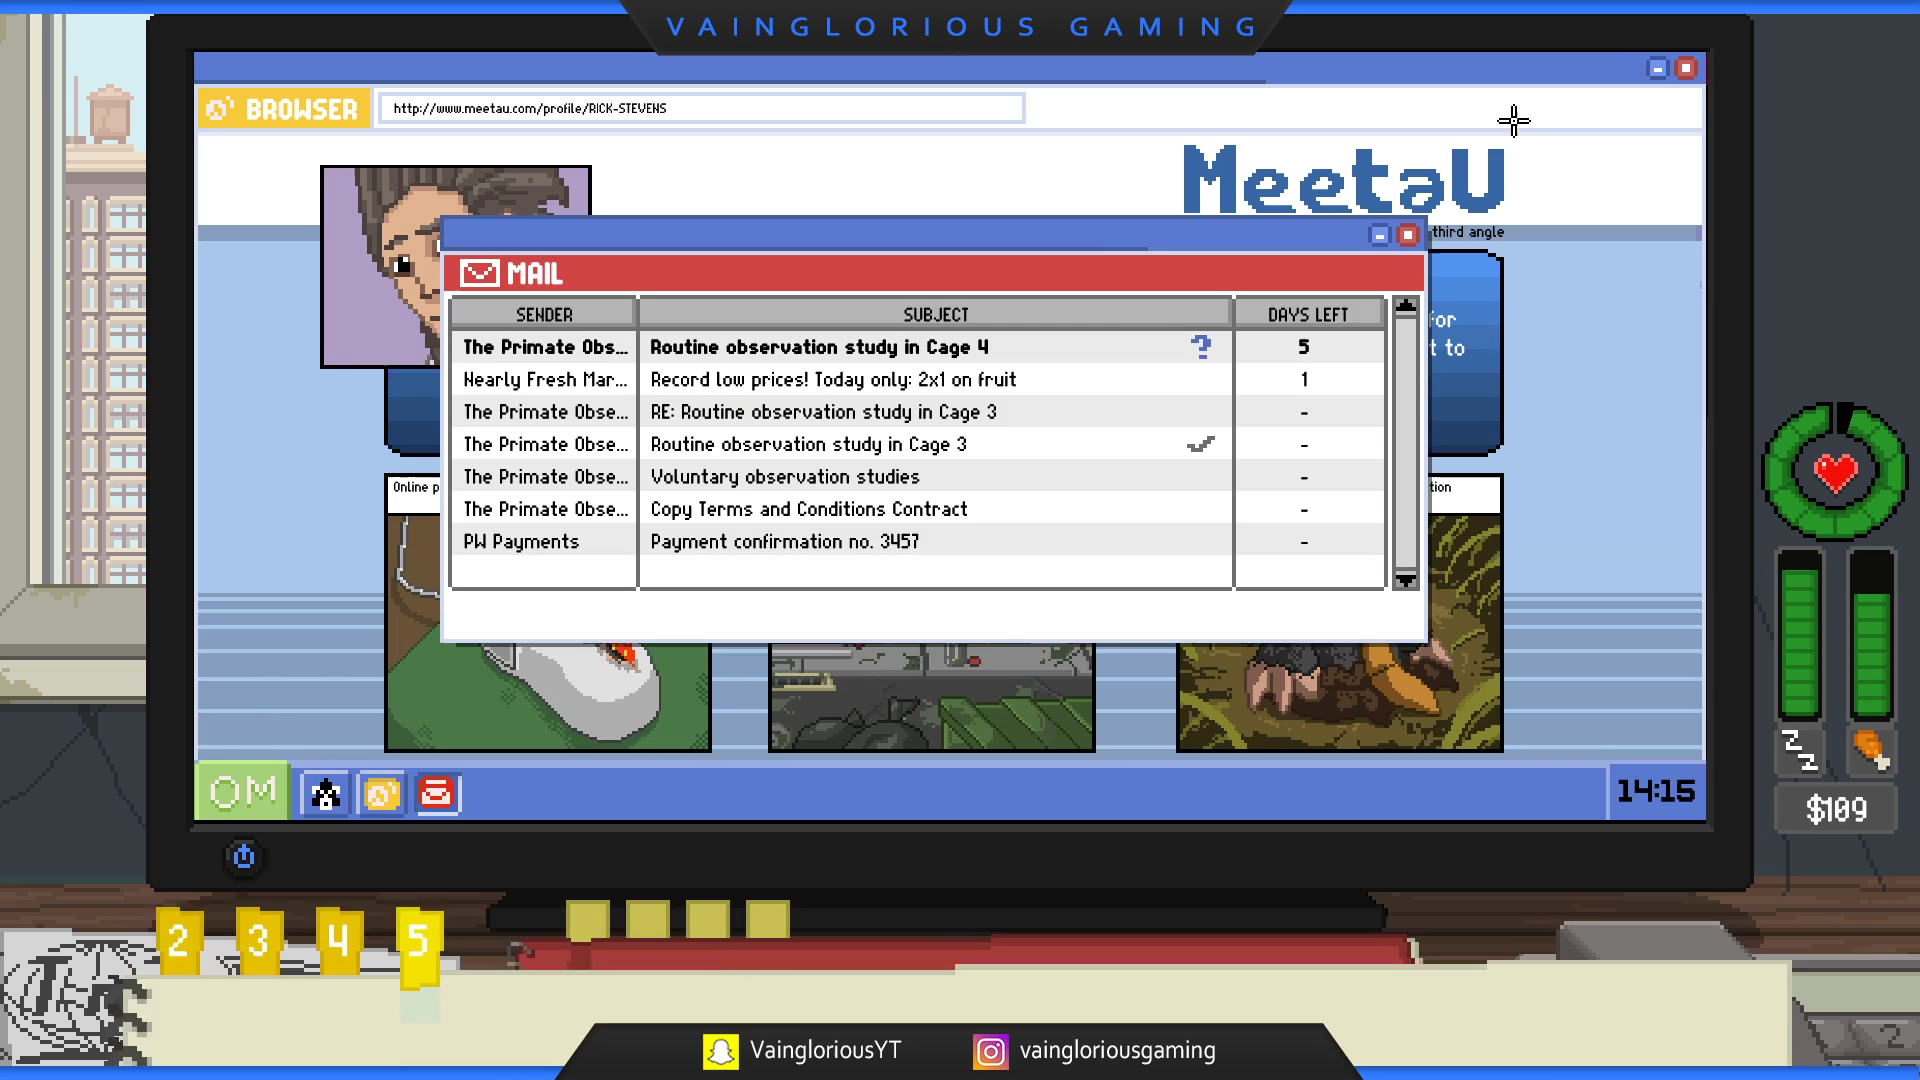 VAINGLORIOUS GAMING
BROWSER
http://www.meetau.com/profile/RICK-STEVENS
MeetaU
third angle
For
t to
MAIL
SENDER SUBJECT DAYS LEFT
The Primate Obs... Routine observation study in Cage 4 ? 5
Nearly Fresh Mar... Record low prices! Today only: 2x1 on fruit 1
The Primate Obse... RE: Routine observation study in Cage 3 -
The Primate Obse... Routine observation study in Cage 3 -
The Primate Obse... Voluntary observation studies -
The Primate Obse... Copy Terms and Conditions Contract -
PW Payments Payment confirmation no. 3457 -
Online p
tion
OM
14:15
ZZZ
$109
2 3 4 5
2
VaingloriousYT
vaingloriousgaming